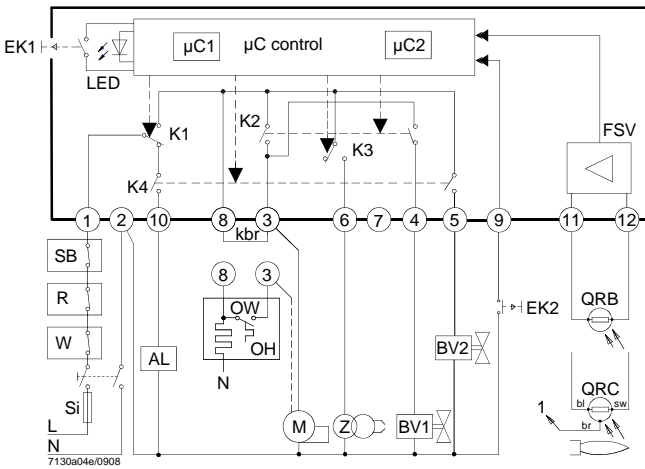 EK1
LED
µC1
µC control
µC2
K1
K2
K3
K4
FSV
1
2
10
8
3
6
7
4
5
9
11
12
kbr
SB
R
W
Si
L
N
8
3
OW
OH
N
AL
M
Z
BV1
BV2
EK2
QRB
QRC
bl
sw
br
1
7130a04e/0908